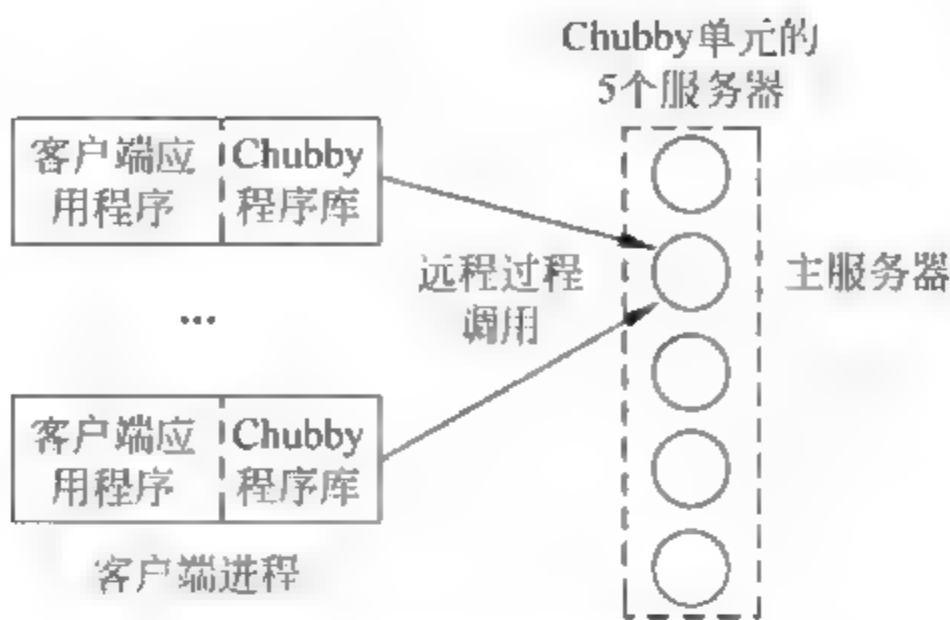 Chubby单元的
5个服务器
客户端应
用程序
Chubby
程序库
远程过程
调用
主服务器
...
客户端应
用程序
Chubby
程序库
客户端进程